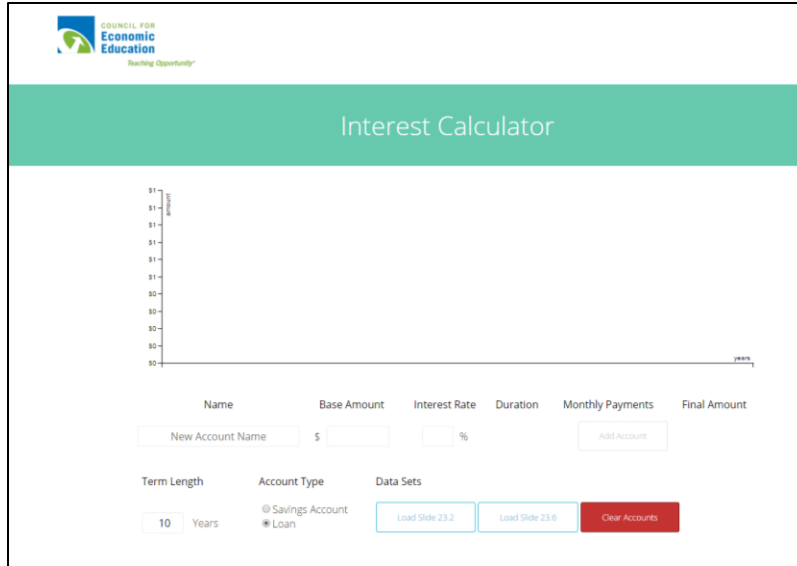 COUNCIL FOR
Economic
Education
Teaching Opportunity®
Interest Calculator
$1
amount
$1
$1
$1
$1
$1
$0
$0
$0
$0
$0
years
Name Base Amount Interest Rate Duration Monthly Payments Final Amount
New Account Name $ % Add Account
Term Length Account Type Data Sets
Savings Account
10 Years Load Slide 23.2 Load Slide 23.6 Clear Accounts
Loan